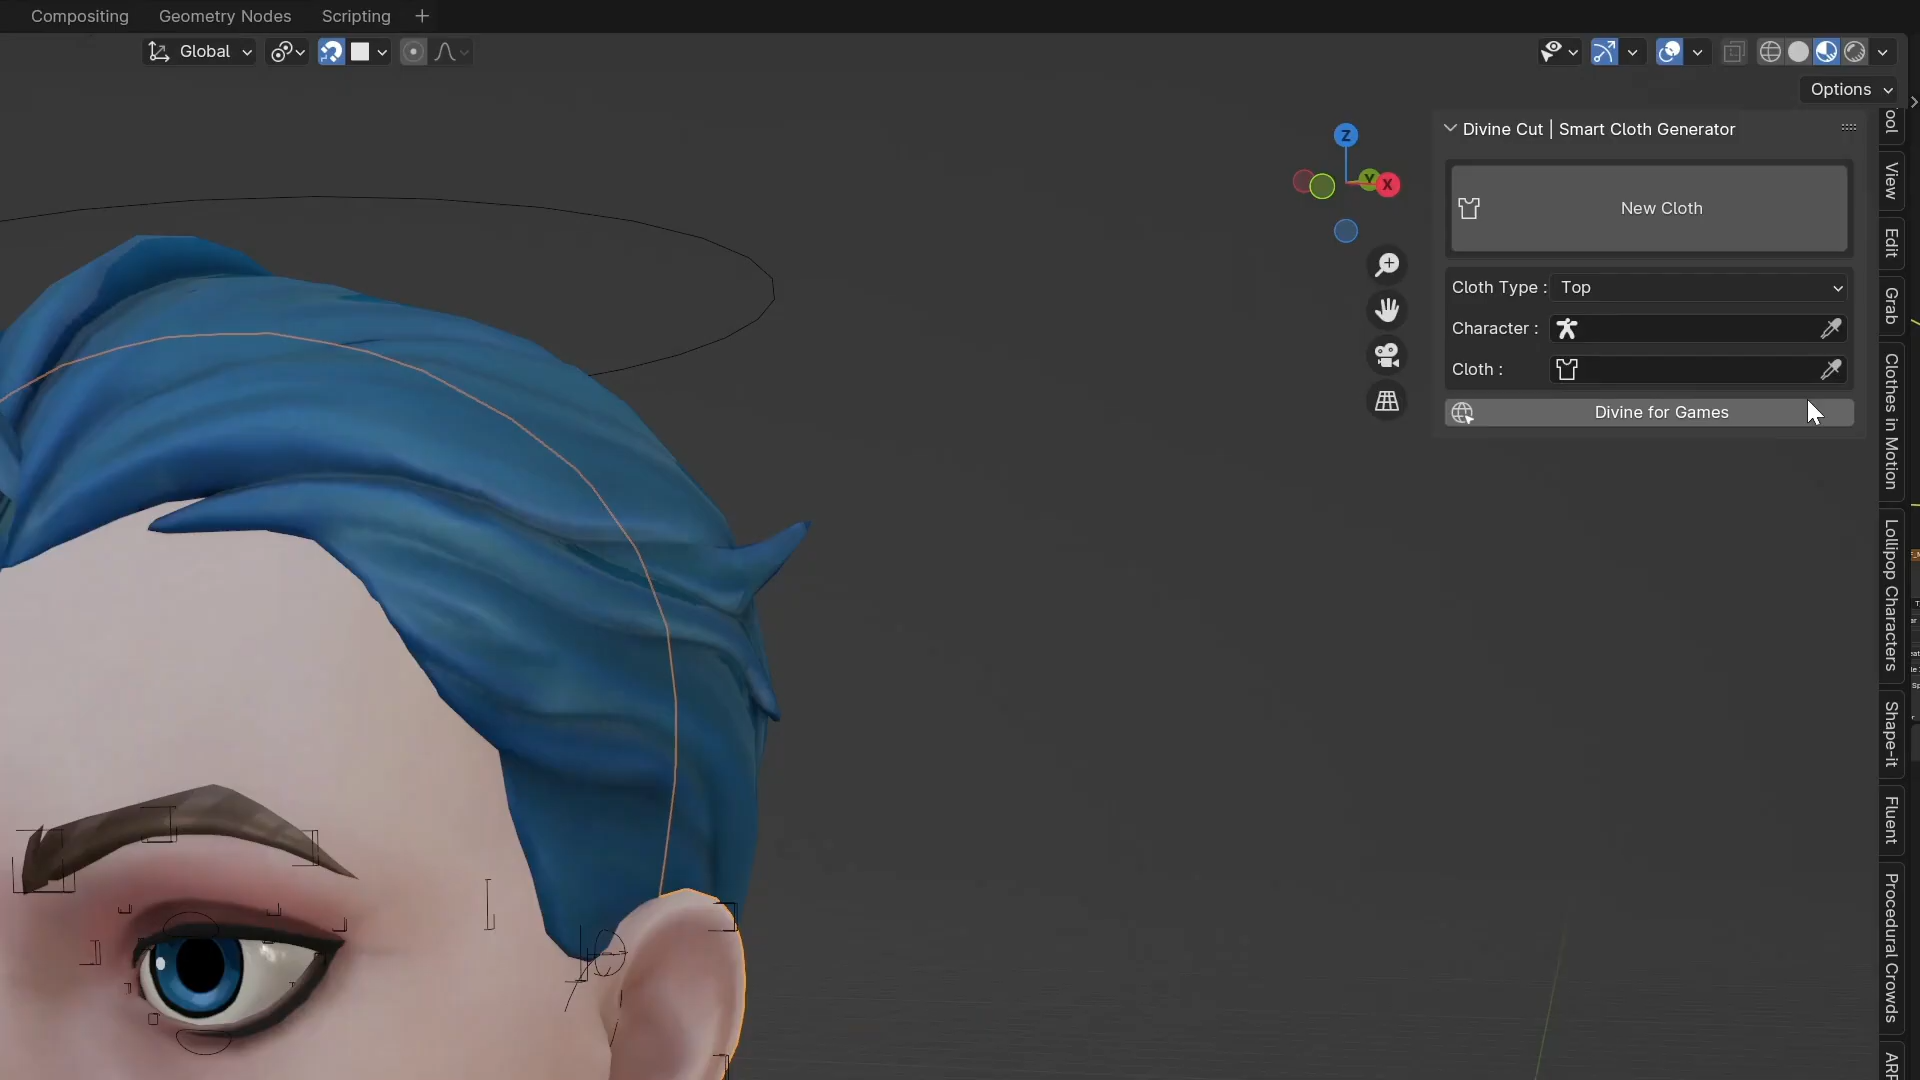 Compositing
Geometry Nodes
Scripting
Global
Options
Divine Cut | Smart Cloth Generator
New Cloth
Cloth Type :
Top
Character :
Cloth :
Divine for Games
Z
Y
X
ool
View
Edit
Grab
Clothes in Motion
Lollipop Characters
Shape-it
Fluent
Procedural Crowds
ARP